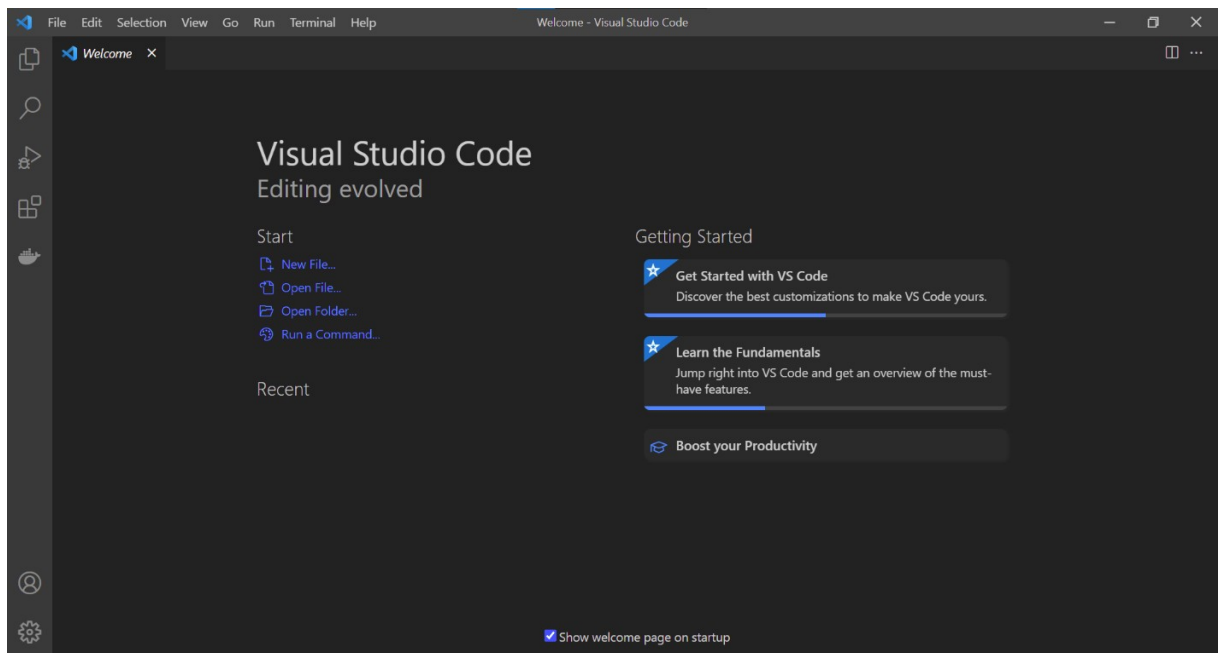 File Edit Selection View Go Run Terminal Help
Welcome - Visual Studio Code
Welcome
Visual Studio Code
Editing evolved
Start
New File...
Open File...
Open Folder...
Run a Command...
Recent
Getting Started
Get Started with VS Code
Discover the best customizations to make VS Code yours.
Learn the Fundamentals
Jump right into VS Code and get an overview of the must-
have features.
Boost your Productivity
Show welcome page on startup